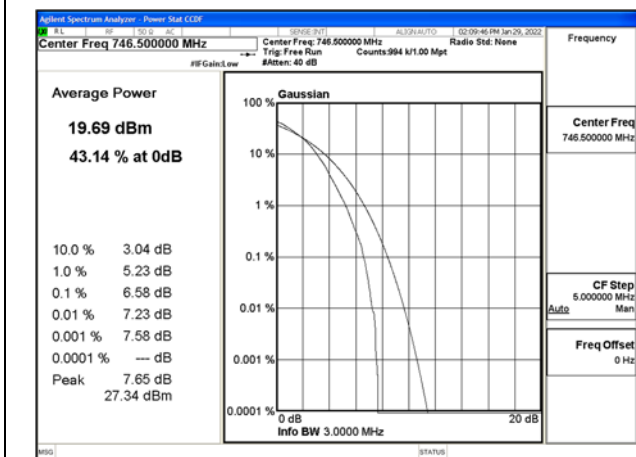 Agilent Spectrum Analyzer - Power Stat CCDF
RL RF 50 Ω AC SENSE:INT ALIGN AUTO 02:09:46 PM Jan 29, 2022
Center Freq 746.500000 MHz
Center Freq: 746.500000 MHz Radio Std: None
Trig: Free Run Counts:994 k/1.00 Mpt
#IFGain:Low #Atten: 40 dB
Frequency
Average Power
19.69 dBm
43.14 % at 0dB
10.0 % 3.04 dB
1.0 % 5.23 dB
0.1 % 6.58 dB
0.01 % 7.23 dB
0.001 % 7.58 dB
0.0001 % --- dB
Peak 7.65 dB
27.34 dBm
Gaussian
100 %
10 %
1 %
0.1 %
0.01 %
0.001 %
0.0001 %
0 dB 20 dB
Info BW 3.0000 MHz
Center Freq
746.500000 MHz
CF Step
5.000000 MHz
Auto Man
Freq Offset
0 Hz
MSG STATUS